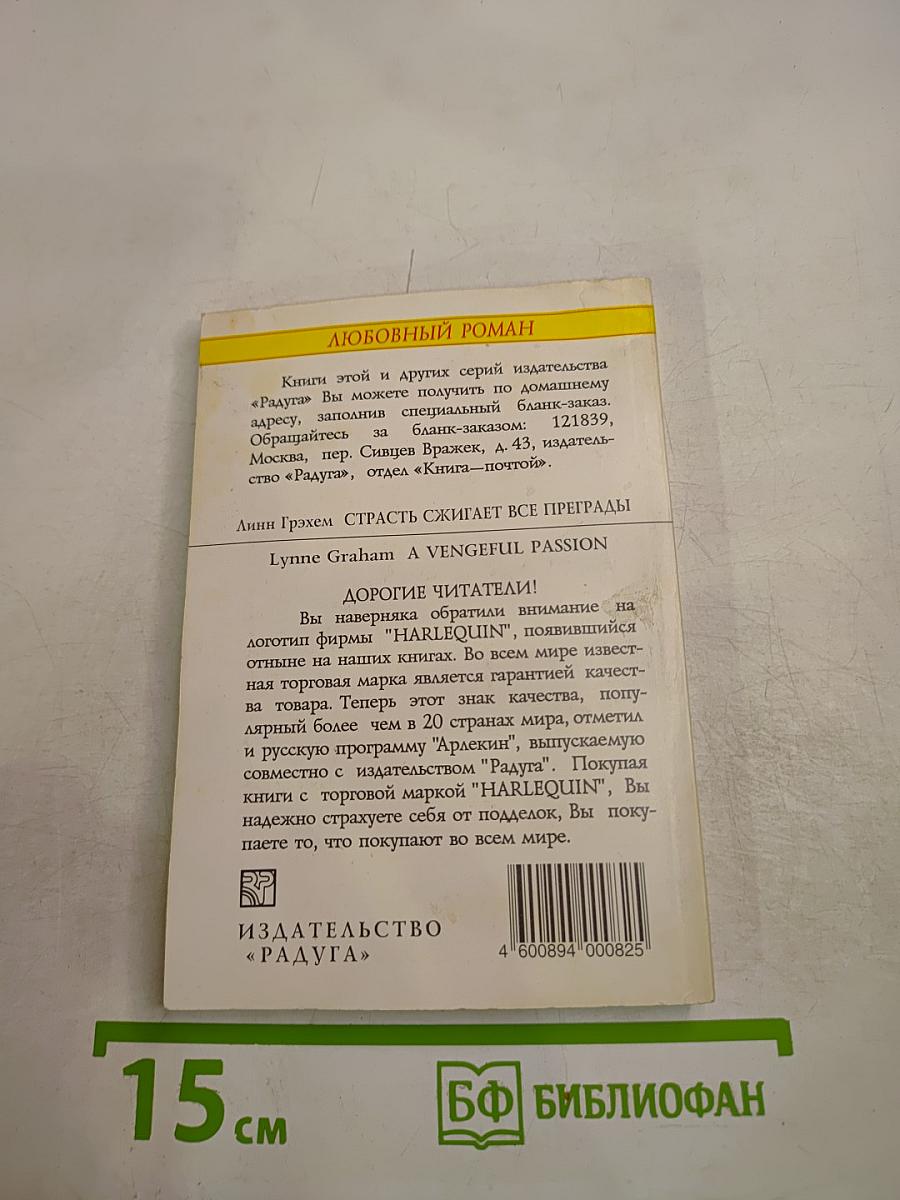 ЛЮБОВНЫЙ РОМАН
Книги этой и других серий издательства
«Радуга» Вы можете получить по домашнему
адресу, заполнив специальный бланк-заказ.
Обращайтесь за бланк-заказом: 121839,
Москва, пер. Сивцев Вражек, д. 43, издатель-
ство «Радуга», отдел «Книга—почтой».
Линн Грэхем СТРАСТЬ СЖИГАЕТ ВСЕ ПРЕГРАДЫ
Lynne Graham A VENGEFUL PASSION
ДОРОГИЕ ЧИТАТЕЛИ!
Вы наверняка обратили внимание на
логотип фирмы "HARLEQUIN", появившийся
отныне на наших книгах. Во всем мире извест-
ная торговая марка является гарантией качест-
ва товара. Теперь этот знак качества, попу-
лярный более чем в 20 странах мира, отметил
и русскую программу "Арлекин", выпускаемую
совместно с издательством "Радуга". Покупая
книги с торговой маркой "HARLEQUIN", Вы
надежно страхуете себя от подделок, Вы поку-
паете то, что покупают во всем мире.
ИЗДАТЕЛЬСТВО
«РАДУГА»
4 600894 000825
15 см
БФ БИБЛИОФАН